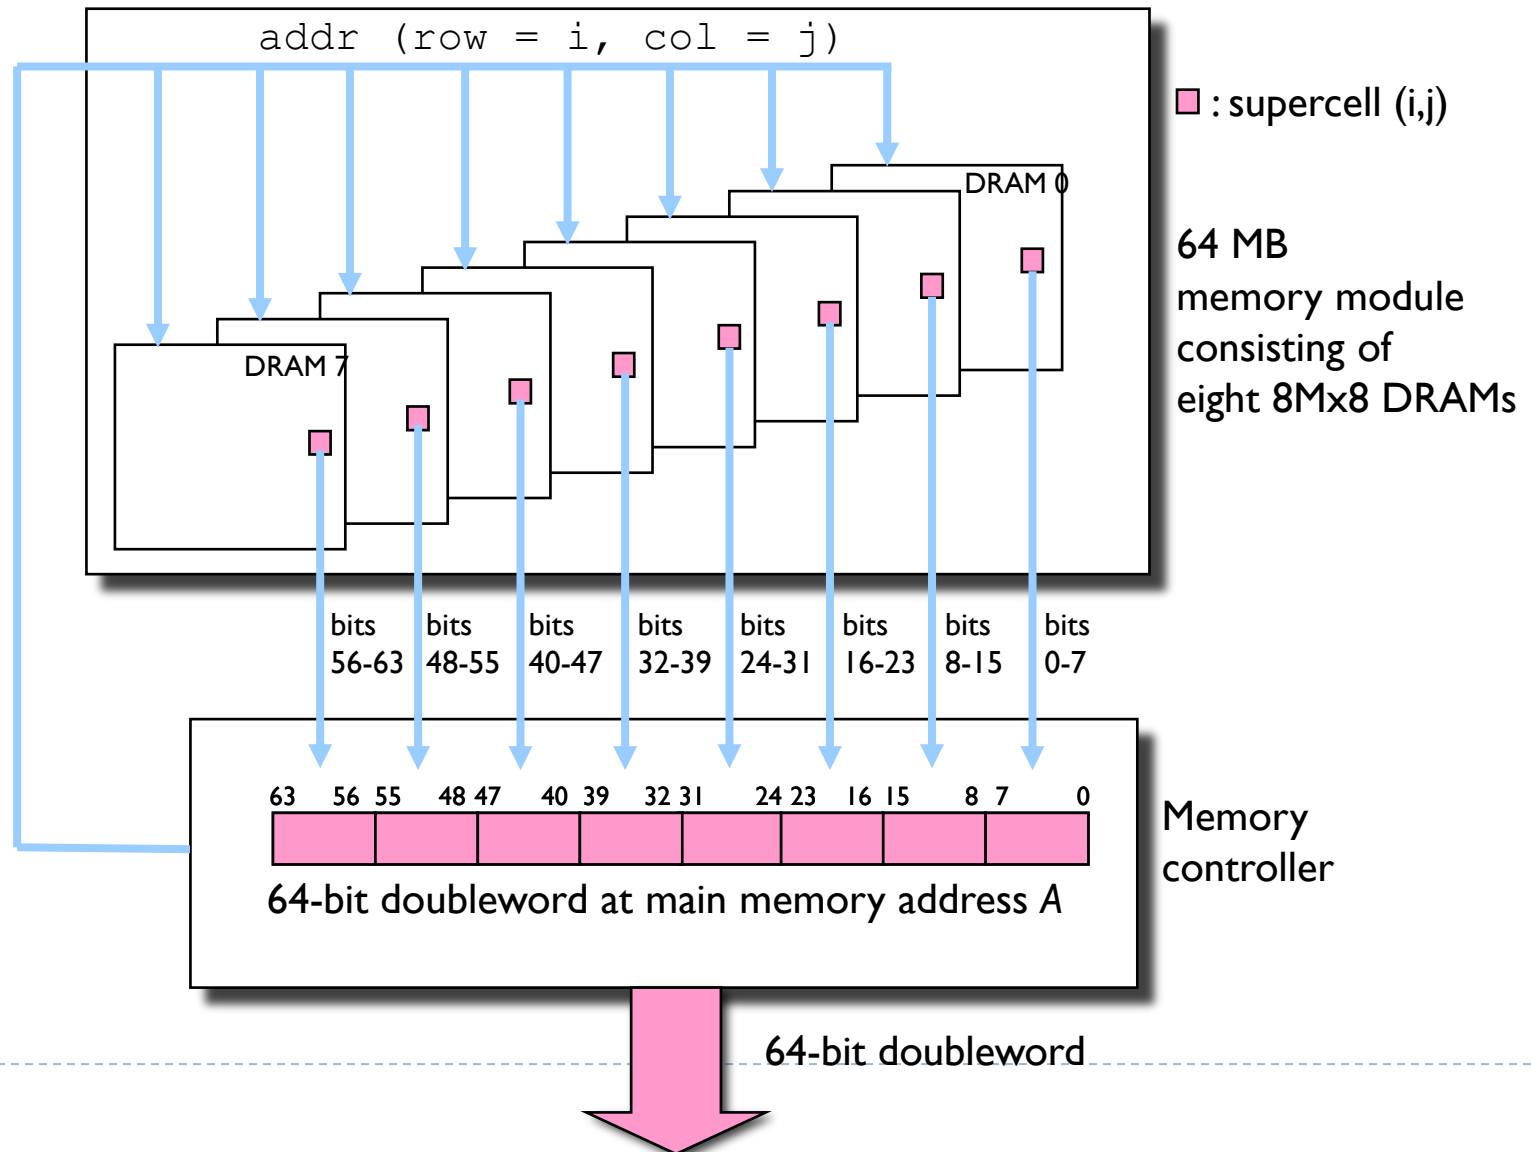 addr (row = i, col = j)
: supercell (i,j)
DRAM 0
64 MB
memory module
consisting of
eight 8Mx8 DRAMs
DRAM 7
bits bits bits bits bits bits bits bits
56-63 48-55 40-47 32-39 24-31 16-23 8-15 0-7
63 56 55 48 47 40 39 32 31 24 23 16 15 8 7 0
Memory
controller
64-bit doubleword at main memory address A
64-bit doubleword